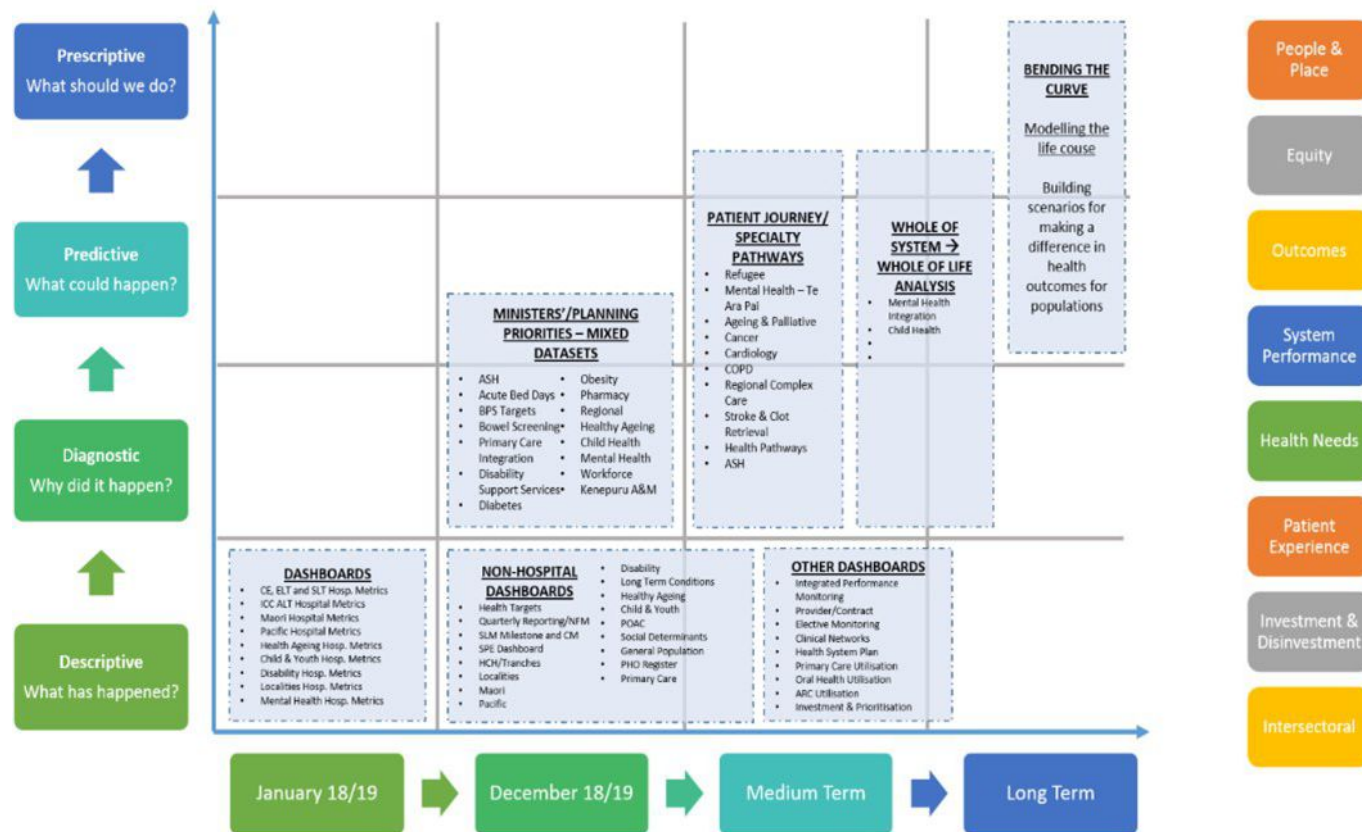 Prescriptive
What should we do?
Predictive
What could happen?
Diagnostic
Why did it happen?
Descriptive
What has happened?
BENDING THE
CURVE
Modelling the
life couse
Building
scenarios for
making a
difference in
health
outcomes for
populations
PATIENT JOURNEY/
SPECIALTY
PATHWAYS
• Refugee
• Mental Health – Te
Ara Pai
• Ageing & Palliative
• Cancer
• Cardiology
• COPD
• Regional Complex
Care
• Stroke & Clot
Retrieval
• Health Pathways
• ASH
WHOLE OF
SYSTEM →
WHOLE OF LIFE
ANALYSIS
• Mental Health
Integration
• Child Health
•
•
MINISTERS'/PLANNING
PRIORITIES – MIXED
DATASETS
• ASH
• Acute Bed Days
• BPS Targets
• Bowel Screening
• Primary Care
Integration
• Disability
Support Services
• Diabetes
• Obesity
• Pharmacy
• Regional
• Healthy Ageing
• Child Health
• Mental Health
• Workforce
• Kenepuru A&M
DASHBOARDS
• CE, ELT and SLT Hosp. Metrics
• ICC ALT Hospital Metrics
• Maori Hospital Metrics
• Pacific Hospital Metrics
• Health Ageing Hosp. Metrics
• Child & Youth Hosp. Metrics
• Disability Hosp. Metrics
• Localities Hosp. Metrics
• Mental Health Hosp. Metrics
NON-HOSPITAL
DASHBOARDS
• Health Targets
• Quarterly Reporting/NFM
• SLM Milestone and CM
• SPE Dashboard
• HCH/Tranches
• Localities
• Maori
• Pacific
• Disability
• Long Term Conditions
• Healthy Ageing
• Child & Youth
• POAC
• Social Determinants
• General Population
• PHO Register
• Primary Care
OTHER DASHBOARDS
• Integrated Performance
Monitoring
• Provider/Contract
• Elective Monitoring
• Clinical Networks
• Health System Plan
• Primary Care Utilisation
• Oral Health Utilisation
• ARC Utilisation
• Investment & Prioritisation
January 18/19
December 18/19
Medium Term
Long Term
People &
Place
Equity
Outcomes
System
Performance
Health Needs
Patient
Experience
Investment &
Disinvestment
Intersectoral